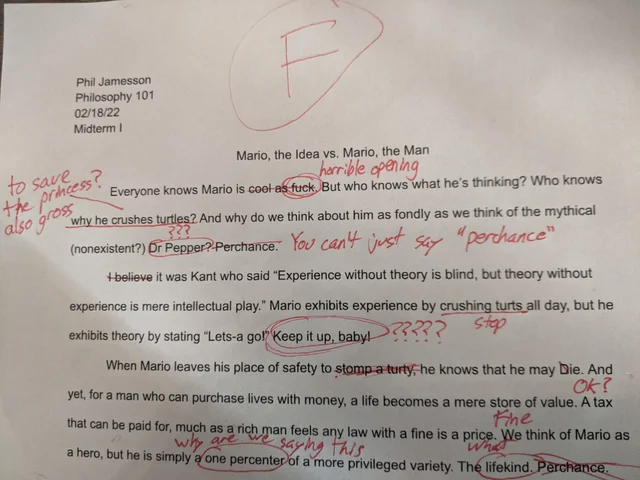 F
Phil Jamesson
Philosophy 101
02/18/22
Midterm I
Mario, the Idea vs. Mario, the Man
horrible opening
to save
the princess?
also gross
Everyone knows Mario is cool as fuck. But who knows what he's thinking? Who knows
why he crushes turtles? And why do we think about him as fondly as we think of the mythical
???
(nonexistent?) Dr Pepper? Perchance. You can't just say "perchance"
I believe it was Kant who said “Experience without theory is blind, but theory without
experience is mere intellectual play.” Mario exhibits experience by crushing turts all day, but he
stop
exhibits theory by stating “Lets-a go!” Keep it up, baby! ?????
When Mario leaves his place of safety to stomp a turty, he knows that he may Die. And
OK?
yet, for a man who can purchase lives with money, a life becomes a mere store of value. A tax
fine
that can be paid for, much as a rich man feels any law with a fine is a price. We think of Mario as
why are we saying this
what
a hero, but he is simply a one percenter of a more privileged variety. The lifekind. Perchance.